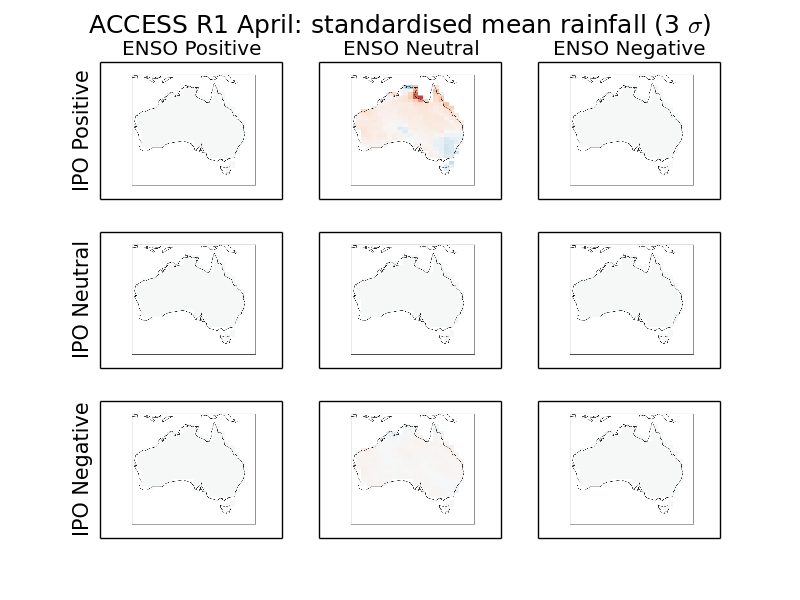 ACCESS R1 April: standardised mean rainfall (3 σ)
ENSO Positive ENSO Neutral ENSO Negative
IPO Positive
IPO Neutral
IPO Negative